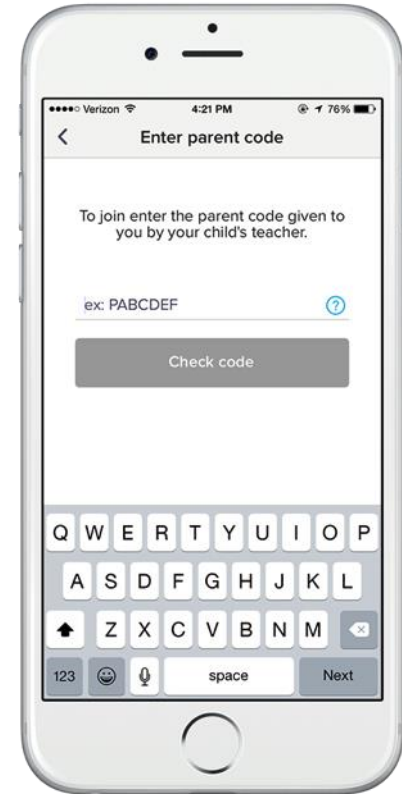 ●●●●○ Verizon 4:21 PM 76%
Enter parent code
To join enter the parent code given to
you by your child's teacher.
ex: PABCDEF ?
Check code
Q W E R T Y U I O P
A S D F G H J K L
Z X C V B N M
123 space Next